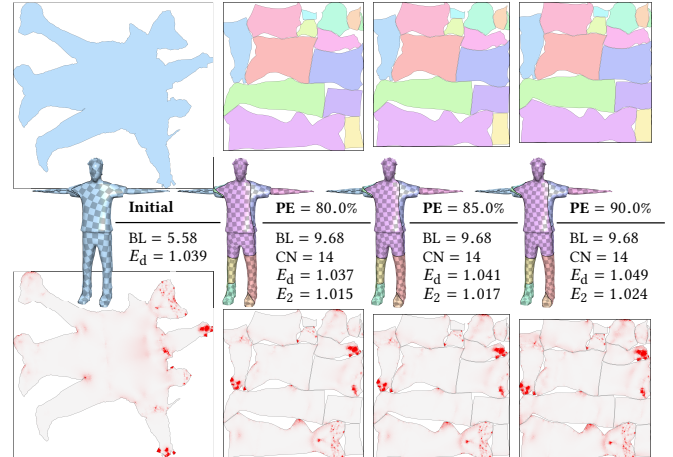 Initial
BL = 5.58
E_d = 1.039
PE = 80.0%
BL = 9.68
CN = 14
E_d = 1.037
E_2 = 1.015
PE = 85.0%
BL = 9.68
CN = 14
E_d = 1.041
E_2 = 1.017
PE = 90.0%
BL = 9.68
CN = 14
E_d = 1.049
E_2 = 1.024